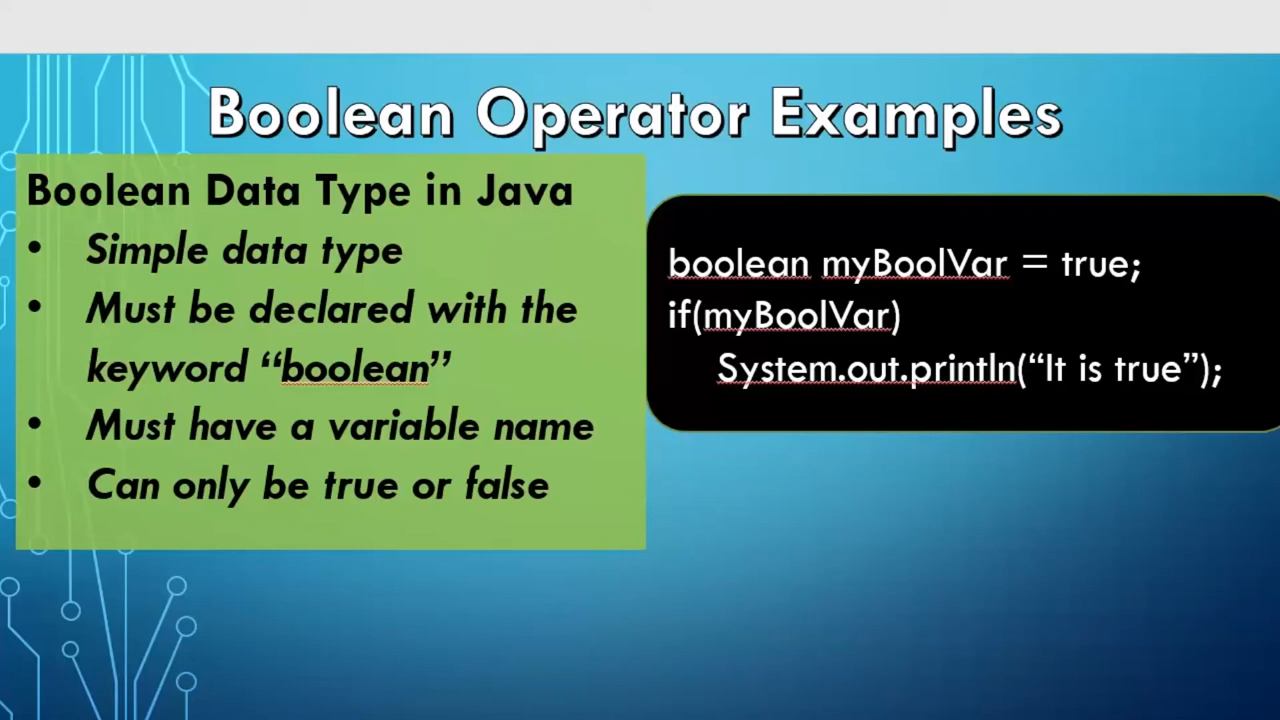 Boolean Operator Examples
Boolean Data Type in Java
• Simple data type
• Must be declared with the
keyword “boolean”
• Must have a variable name
• Can only be true or false
boolean myBoolVar = true;
if(myBoolVar)
System.out.println(“It is true”);